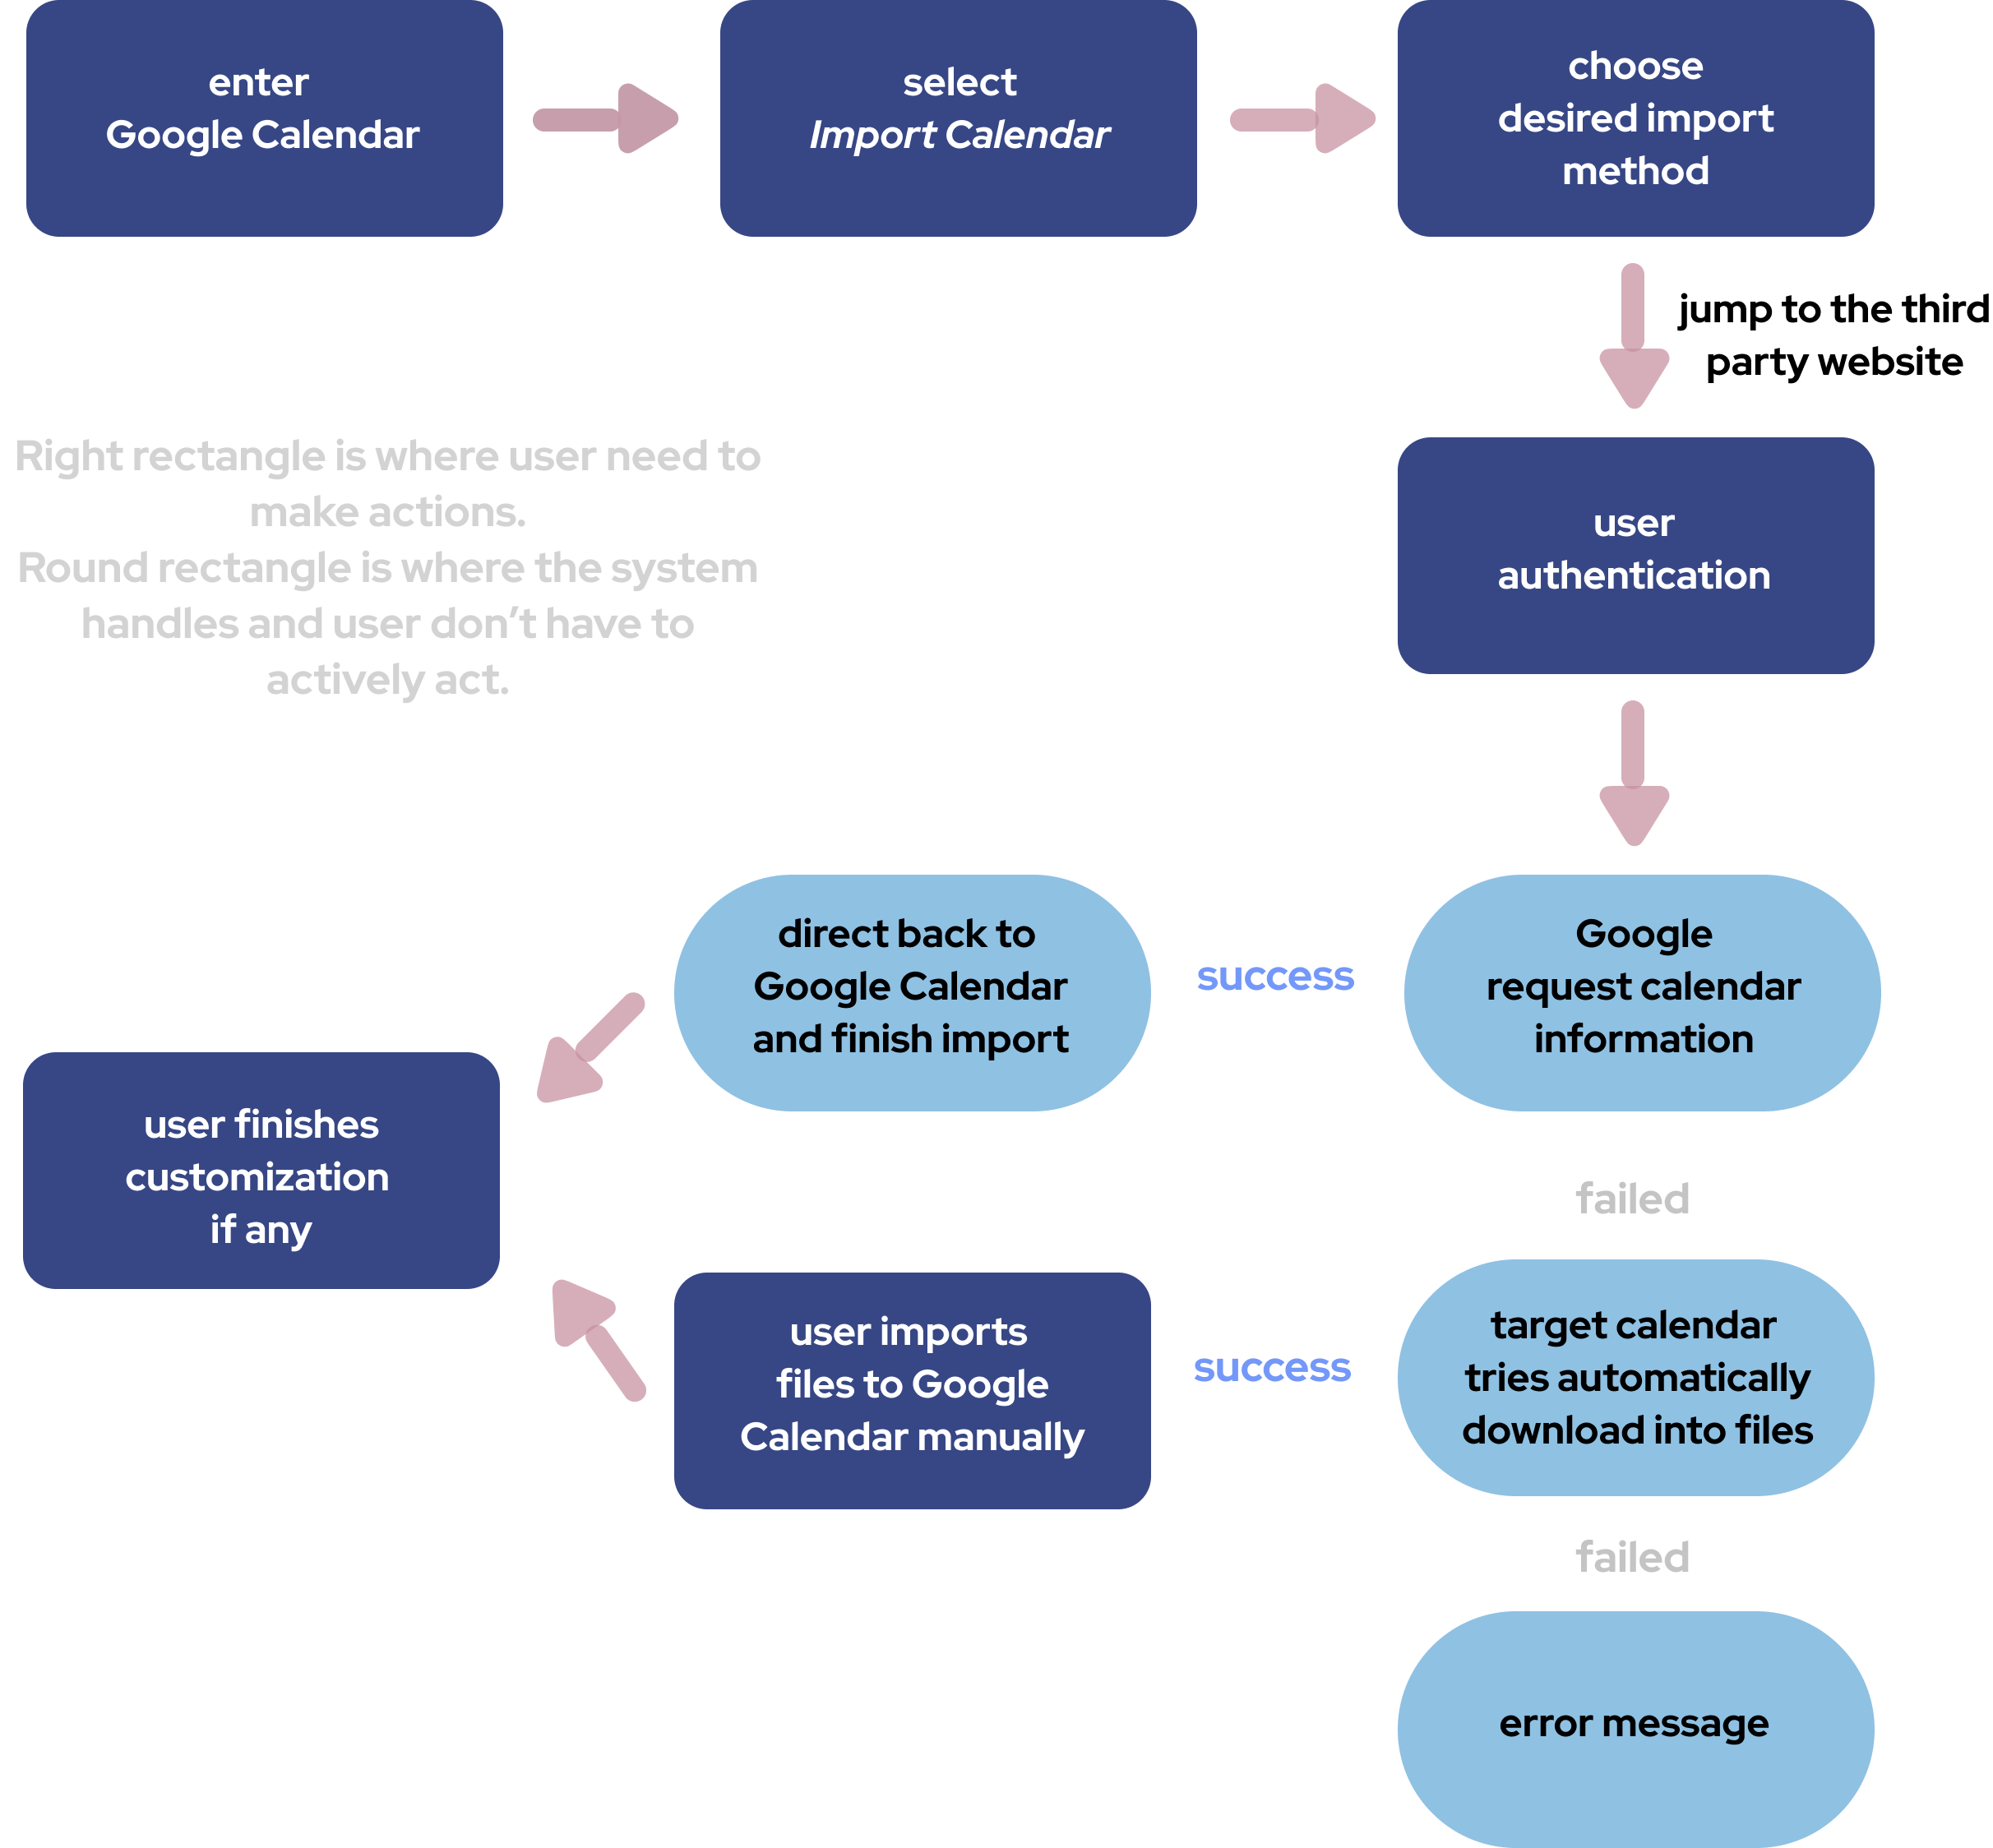 enter
Google Calendar
select
Import Calendar
choose
desired import
method
jump to the third
party website
Right rectangle is where user need to
make actions.
Round rectangle is where the system
handles and user don’t have to
actively act.
user
authentication
direct back to
Google Calendar
and finish import
success
Google
request calendar
information
user finishes
customization
if any
failed
user imports
files to Google
Calendar manually
success
target calendar
tries automatically
download into files
failed
error message